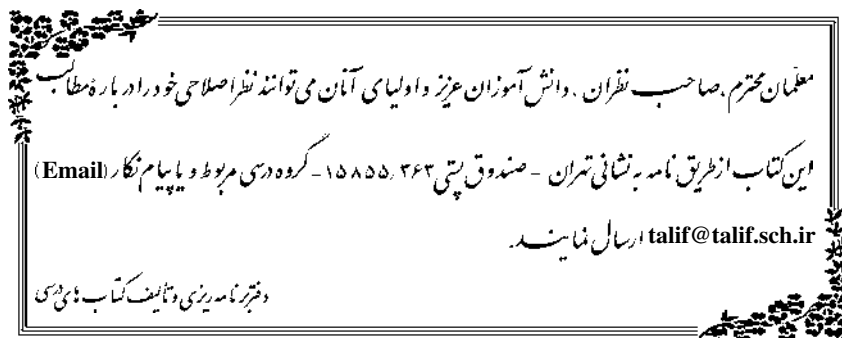 معلّمان محترم، صاحب نظران، دانش آموزان عزیز و اولیای آنان می توانند نظر اصلاحی خود را دربارهٔ مطالب
این کتاب از طریق نامه به نشانی تهران - صندوق پستی ۱۵۸۵۵/۳۶۳ - گروه درسی مربوط و یا پیام نگار (Email)
talif@talif.sch.ir ارسال نمایند.
دفتر برنامه ریزی و تألیف کتاب های درسی